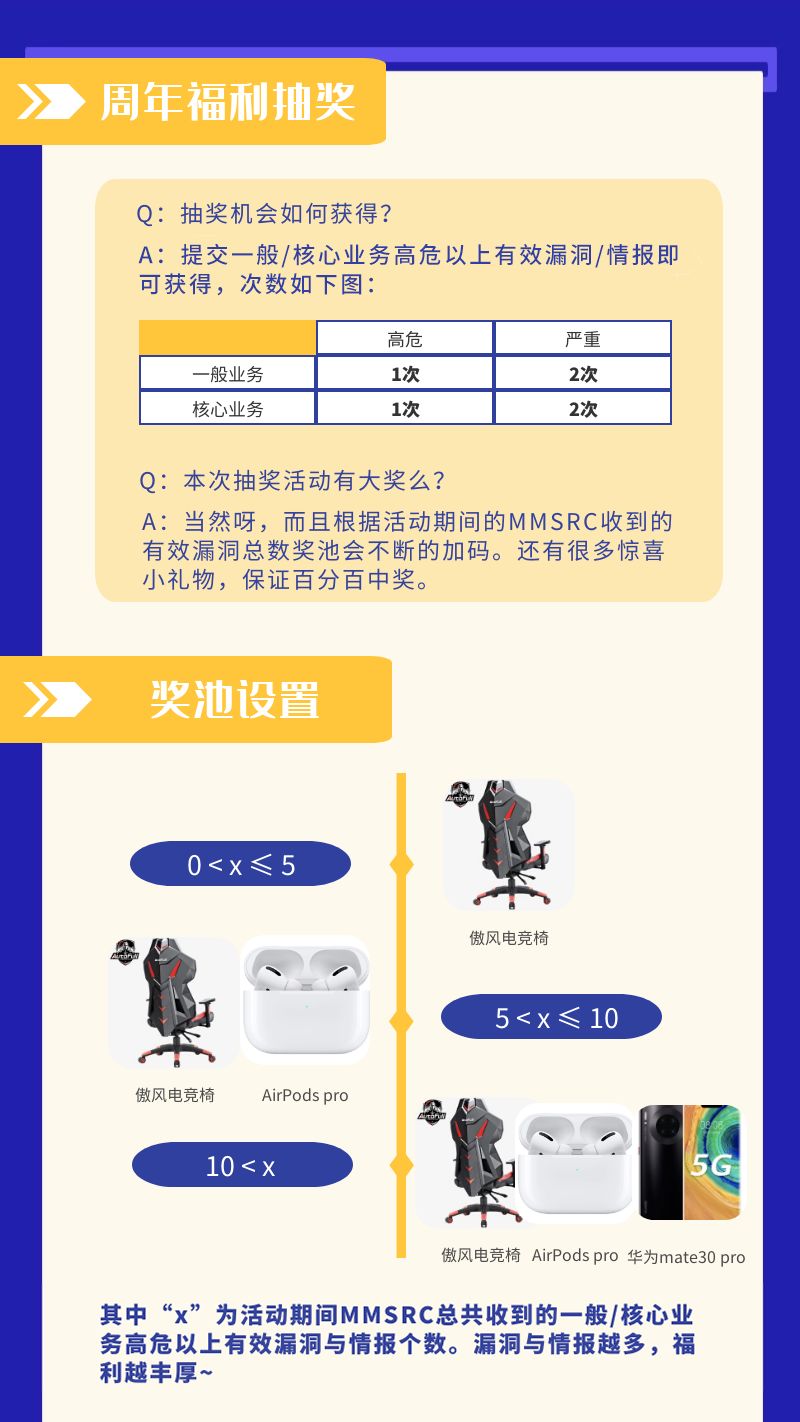 周年福利抽奖
Q：抽奖机会如何获得？
A：提交一般/核心业务高危以上有效漏洞/情报即
可获得，次数如下图：
高危 严重
一般业务 1次 2次
核心业务 1次 2次
Q：本次抽奖活动有大奖么？
A：当然呀，而且根据活动期间的MMSRC收到的
有效漏洞总数奖池会不断的加码。还有很多惊喜
小礼物，保证百分百中奖。
奖池设置
AutoFull
0 < x ≤ 5
傲风电竞椅
AutoFull
5 < x ≤ 10
傲风电竞椅 AirPods pro
AutoFull
08:08
5G
10 < x
傲风电竞椅 AirPods pro 华为mate30 pro
其中“x”为活动期间MMSRC总共收到的一般/核心业
务高危以上有效漏洞与情报个数。漏洞与情报越多，福
利越丰厚~